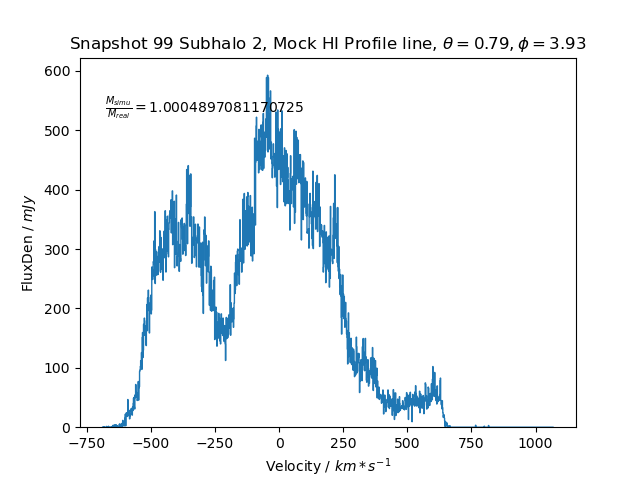 Snapshot 99 Subhalo 2, Mock HI Profile line, θ = 0.79, ϕ = 3.93
M_simu/M_real = 1.0004897081170725
FluxDen / mJy
600
500
400
300
200
100
0
−750 −500 −250 0 250 500 750 1000
Velocity / km * s⁻¹